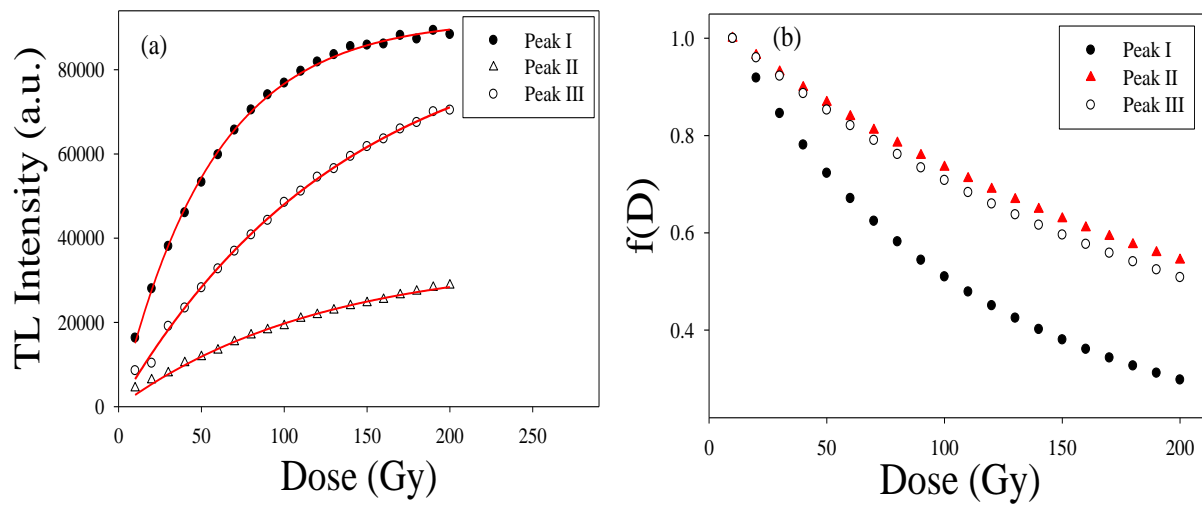 (a)
Peak I
Peak II
Peak III
TL Intensity (a.u.)
80000
60000
40000
20000
0
0 50 100 150 200 250
Dose (Gy)
(b)
Peak I
Peak II
Peak III
f(D)
1.0
0.8
0.6
0.4
0 50 100 150 200
Dose (Gy)